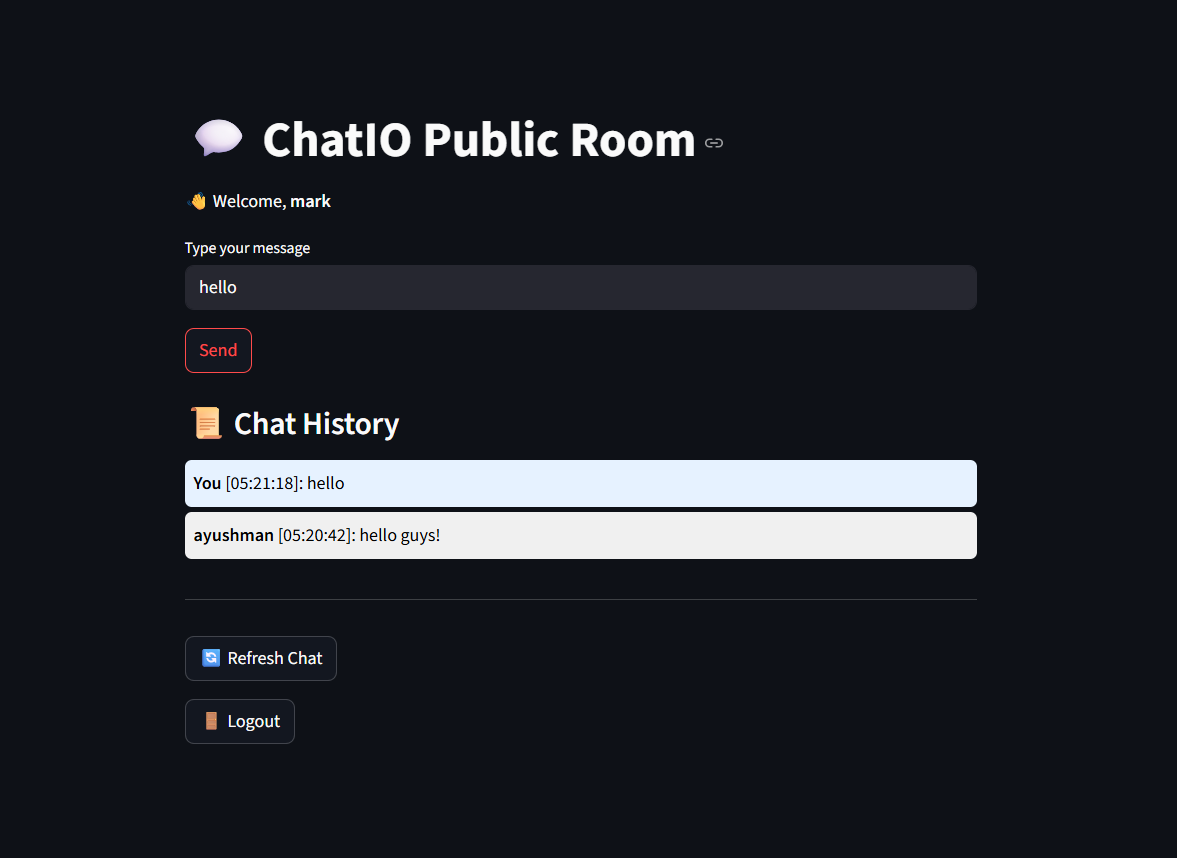 💬 ChatIO Public Room
👋 Welcome, mark
Type your message
hello
Send
📜 Chat History
You [05:21:18]: hello
ayushman [05:20:42]: hello guys!
🔄 Refresh Chat
🚪 Logout